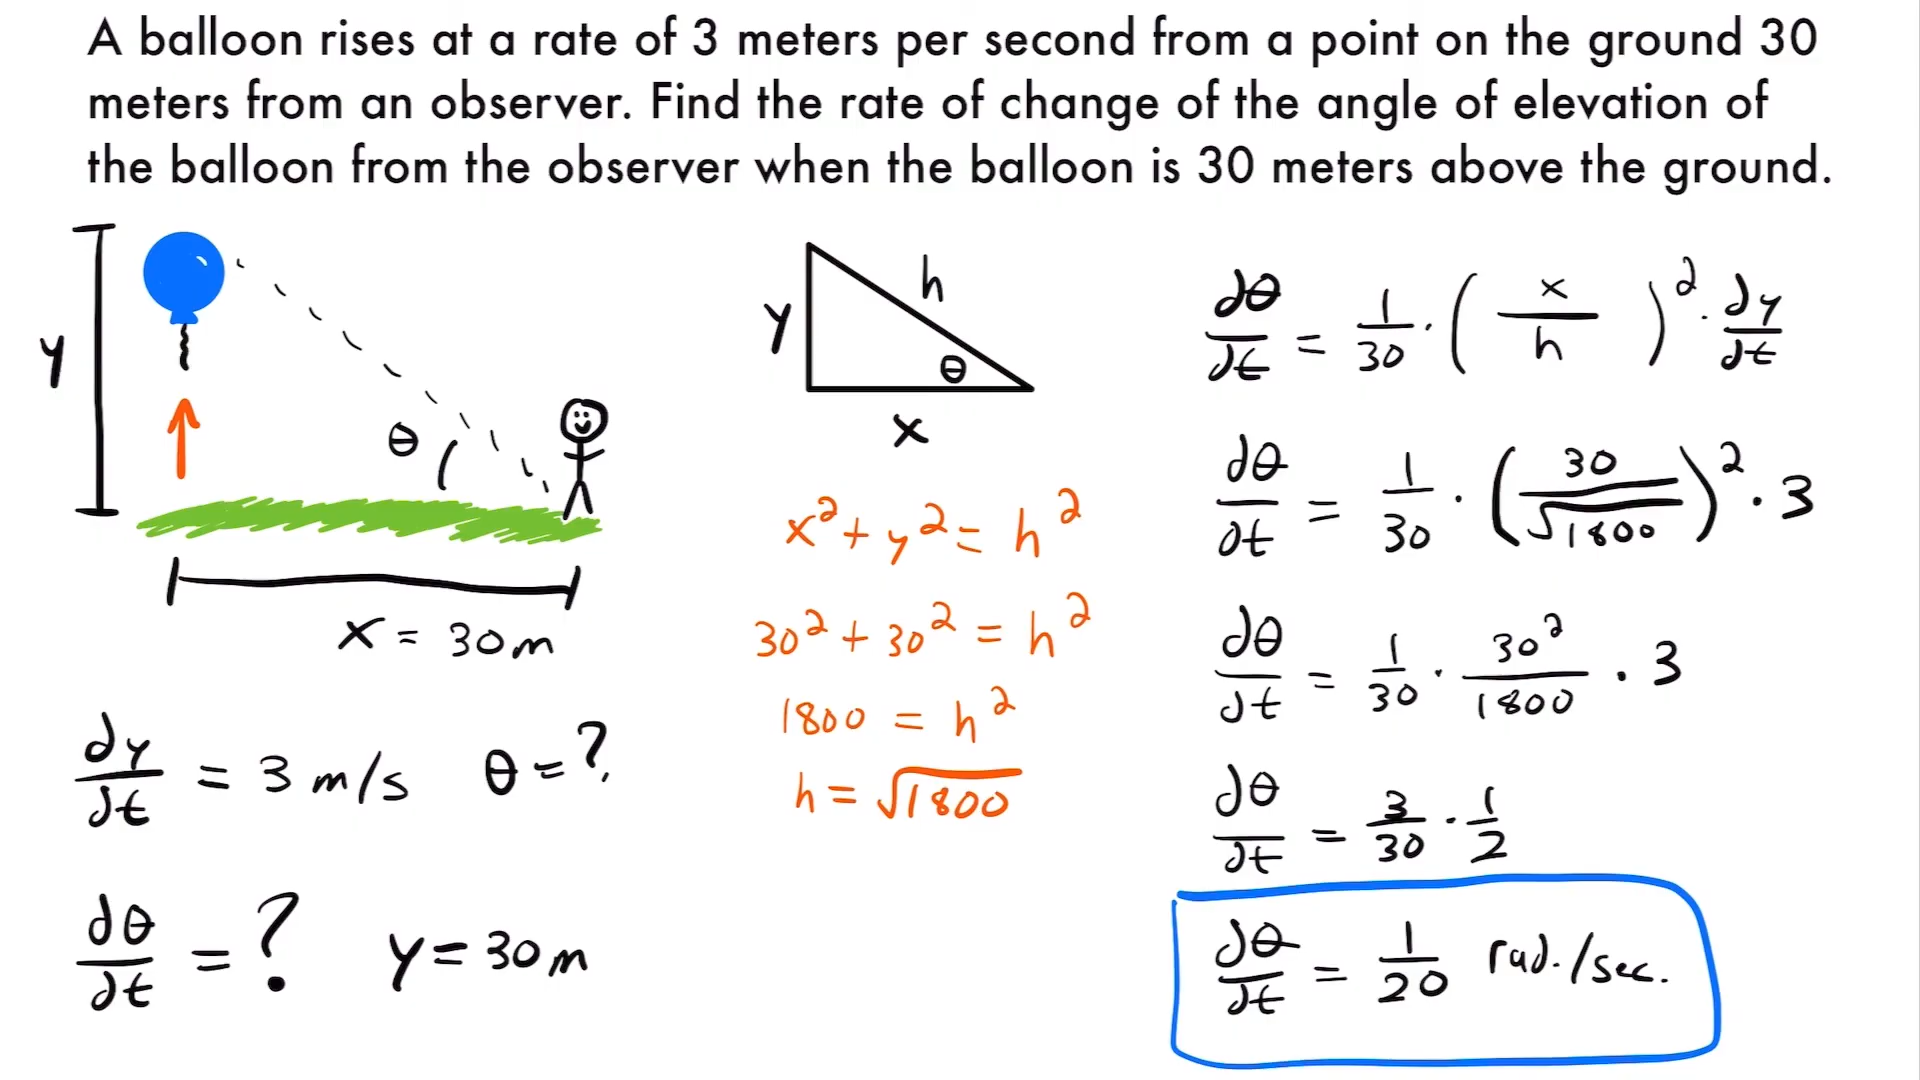 A balloon rises at a rate of 3 meters per second from a point on the ground 30
meters from an observer. Find the rate of change of the angle of elevation of
the balloon from the observer when the balloon is 30 meters above the ground.
y
θ
x = 30m
dy/dt = 3 m/s θ = ?
dθ/dt = ? y = 30m
y
h
θ
x
x² + y² = h²
30² + 30² = h²
1800 = h²
h = √1800
dθ/dt = 1/30 · (x/h)² · dy/dt
dθ/dt = 1/30 · (30/√1800)² · 3
dθ/dt = 1/30 · 30²/1800 · 3
dθ/dt = 3/30 · 1/2
dθ/dt = 1/20 rad./sec.